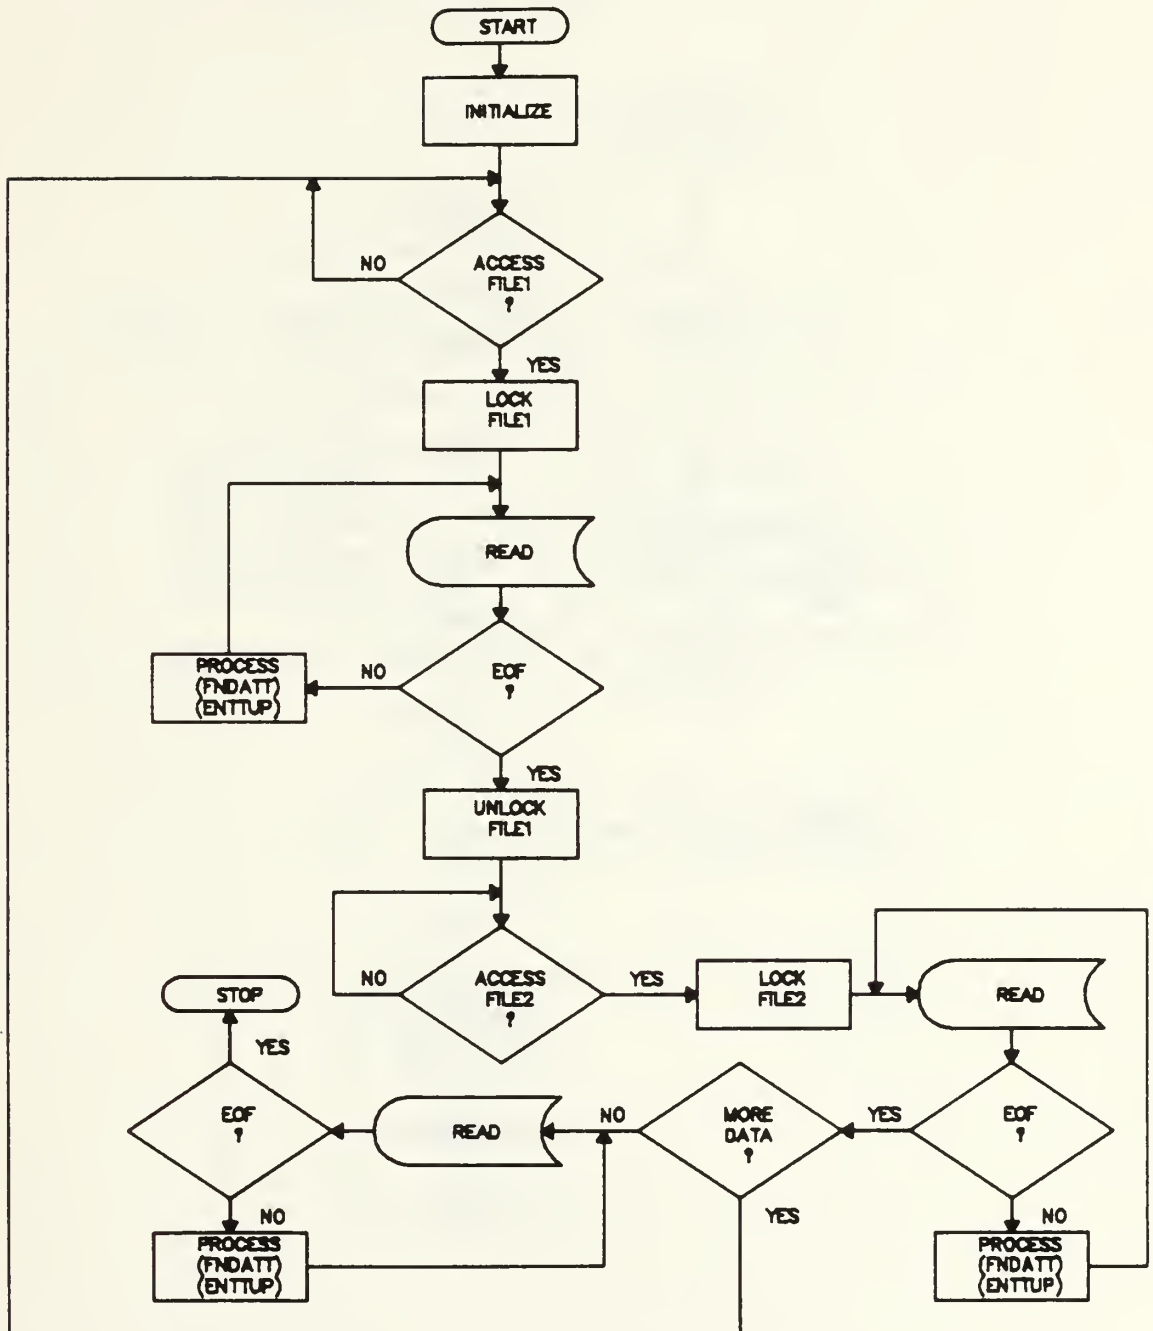 START
INITIALIZE
NO
ACCESS
FILE1
?
YES
LOCK
FILE1
READ
PROCESS
(FNDATT)
(ENTTUP)
NO
EOF
?
YES
UNLOCK
FILE1
NO
ACCESS
FILE2
?
YES
LOCK
FILE2
READ
STOP
YES
EOF
?
READ
NO
MORE
DATA
?
YES
EOF
?
NO
PROCESS
(FNDATT)
(ENTTUP)
YES
NO
PROCESS
(FNDATT)
(ENTTUP)